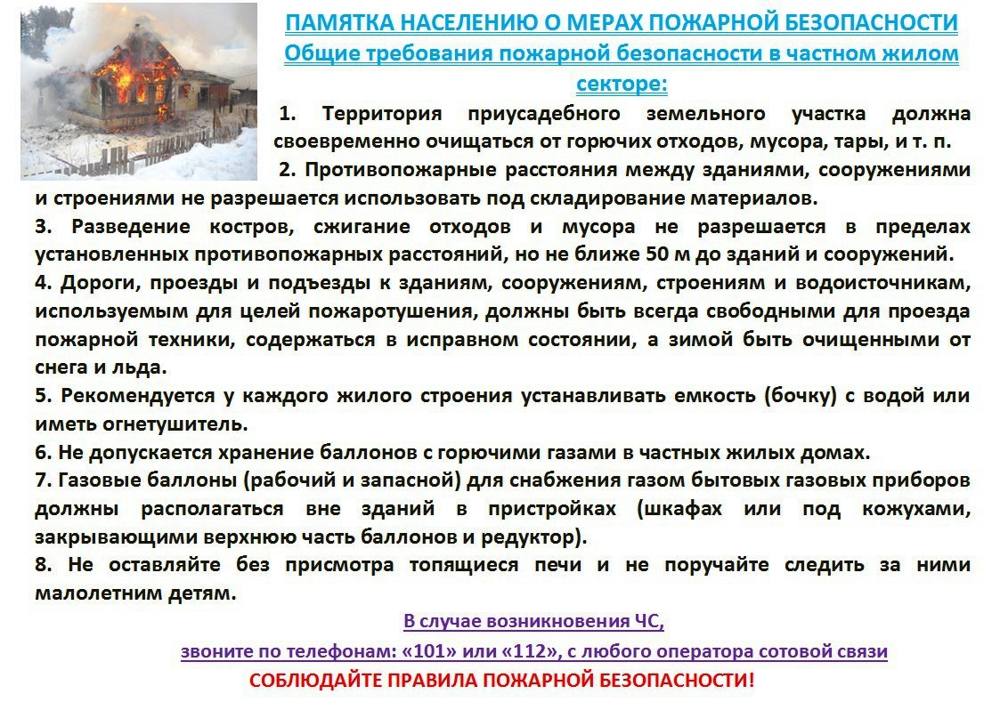 ПАМЯТКА НАСЕЛЕНИЮ О МЕРАХ ПОЖАРНОЙ БЕЗОПАСНОСТИ
Общие требования пожарной безопасности в частном жилом
секторе:
1. Территория приусадебного земельного участка должна
своевременно очищаться от горючих отходов, мусора, тары, и т. п.
2. Противопожарные расстояния между зданиями, сооружениями
и строениями не разрешается использовать под складирование материалов.
3. Разведение костров, сжигание отходов и мусора не разрешается в пределах
установленных противопожарных расстояний, но не ближе 50 м до зданий и сооружений.
4. Дороги, проезды и подъезды к зданиям, сооружениям, строениям и водоисточникам,
используемым для целей пожаротушения, должны быть всегда свободными для проезда
пожарной техники, содержаться в исправном состоянии, а зимой быть очищенными от
снега и льда.
5. Рекомендуется у каждого жилого строения устанавливать емкость (бочку) с водой или
иметь огнетушитель.
6. Не допускается хранение баллонов с горючими газами в частных жилых домах.
7. Газовые баллоны (рабочий и запасной) для снабжения газом бытовых газовых приборов
должны располагаться вне зданий в пристройках (шкафах или под кожухами,
закрывающими верхнюю часть баллонов и редуктор).
8. Не оставляйте без присмотра топящиеся печи и не поручайте следить за ними
малолетним детям.
В случае возникновения ЧС,
звоните по телефонам: «101» или «112», с любого оператора сотовой связи
СОБЛЮДАЙТЕ ПРАВИЛА ПОЖАРНОЙ БЕЗОПАСНОСТИ!